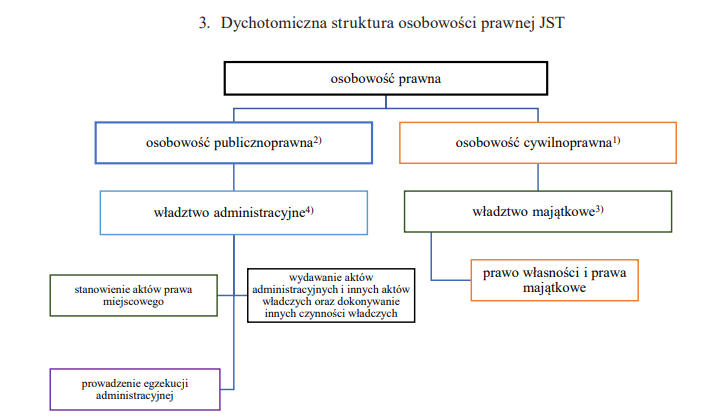 3. Dychotomiczna struktura osobowości prawnej JST
osobowość prawna
osobowość publicznoprawna2)
osobowość cywilnoprawna1)
władztwo administracyjne4)
władztwo majątkowe3)
stanowienie aktów prawa
miejscowego
wydawanie aktów
administracyjnych i innych aktów
władczych oraz dokonywanie
innych czynności władczych
prawo własności i prawa
majątkowe
prowadzenie egzekucji
administracyjnej